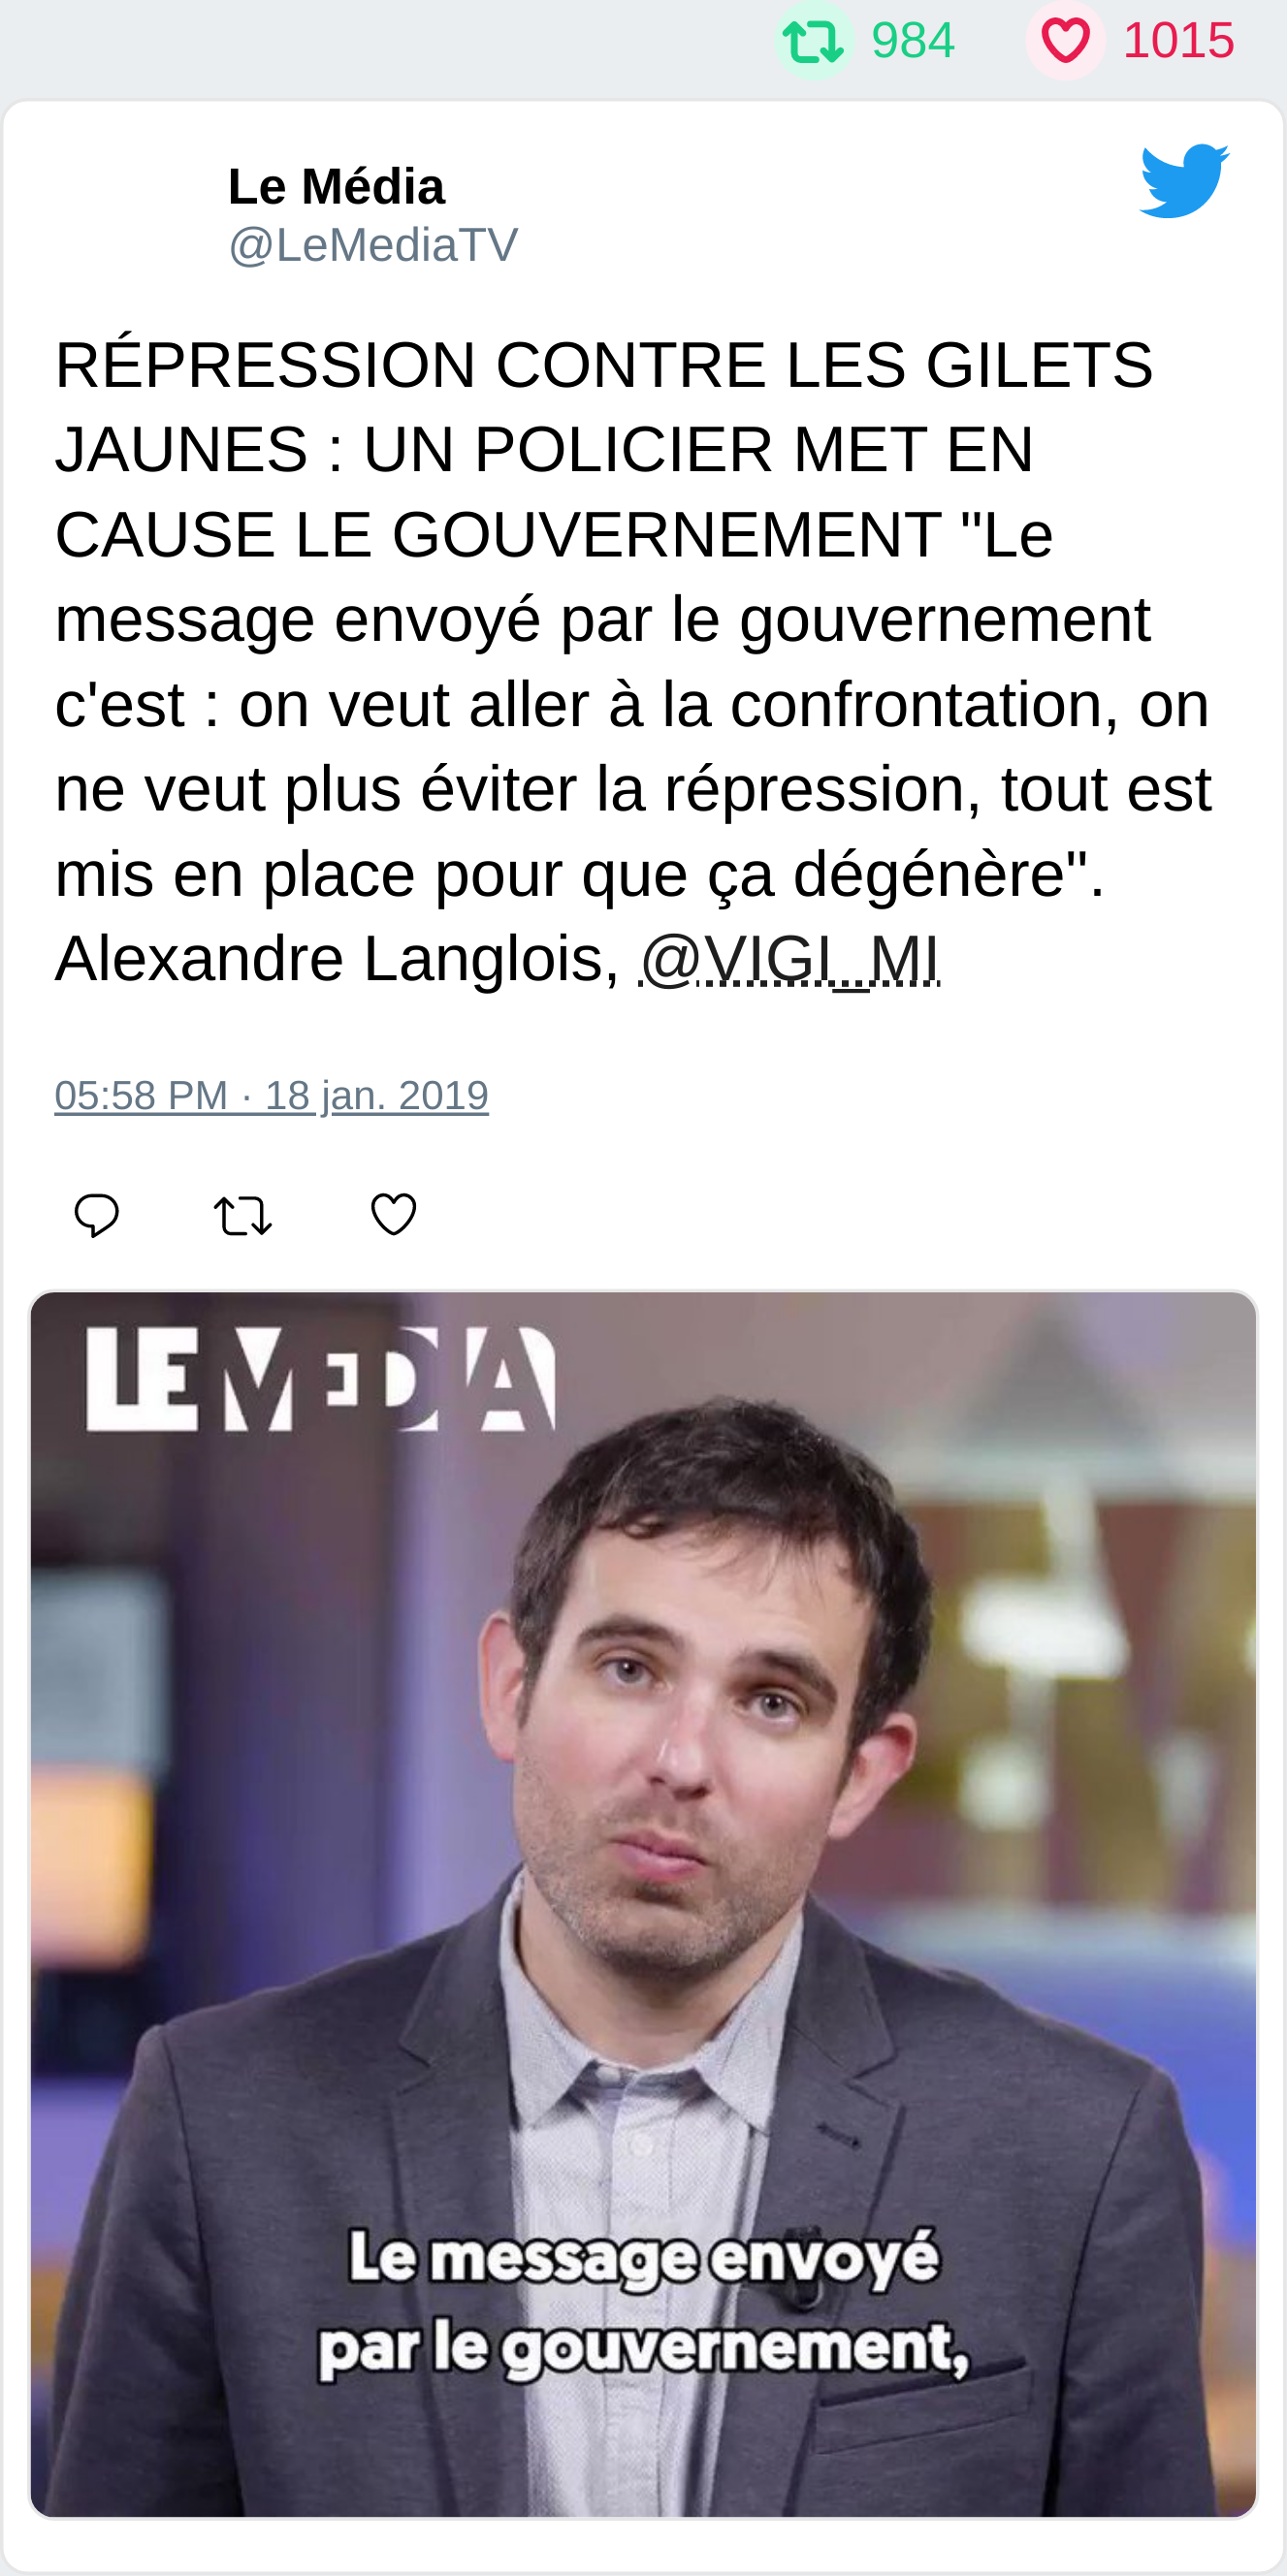 984 1015
Le Média
@LeMediaTV
RÉPRESSION CONTRE LES GILETS
JAUNES : UN POLICIER MET EN
CAUSE LE GOUVERNEMENT "Le
message envoyé par le gouvernement
c'est : on veut aller à la confrontation, on
ne veut plus éviter la répression, tout est
mis en place pour que ça dégénère".
Alexandre Langlois, @VIGI_MI
05:58 PM · 18 jan. 2019
LE MEDIA
Le message envoyé
par le gouvernement,